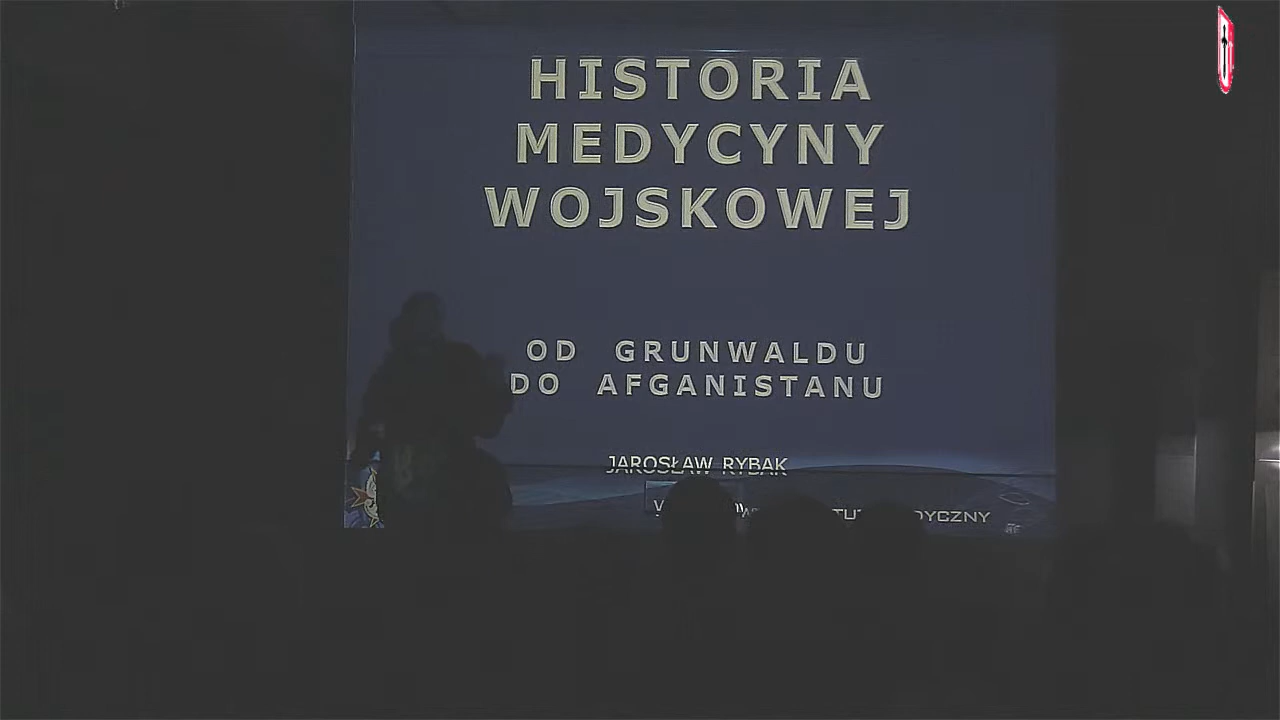 HISTORIA
MEDYCYNY
WOJSKOWEJ
OD GRUNWALDU
DO AFGANISTANU
JAROSŁAW RYBAK